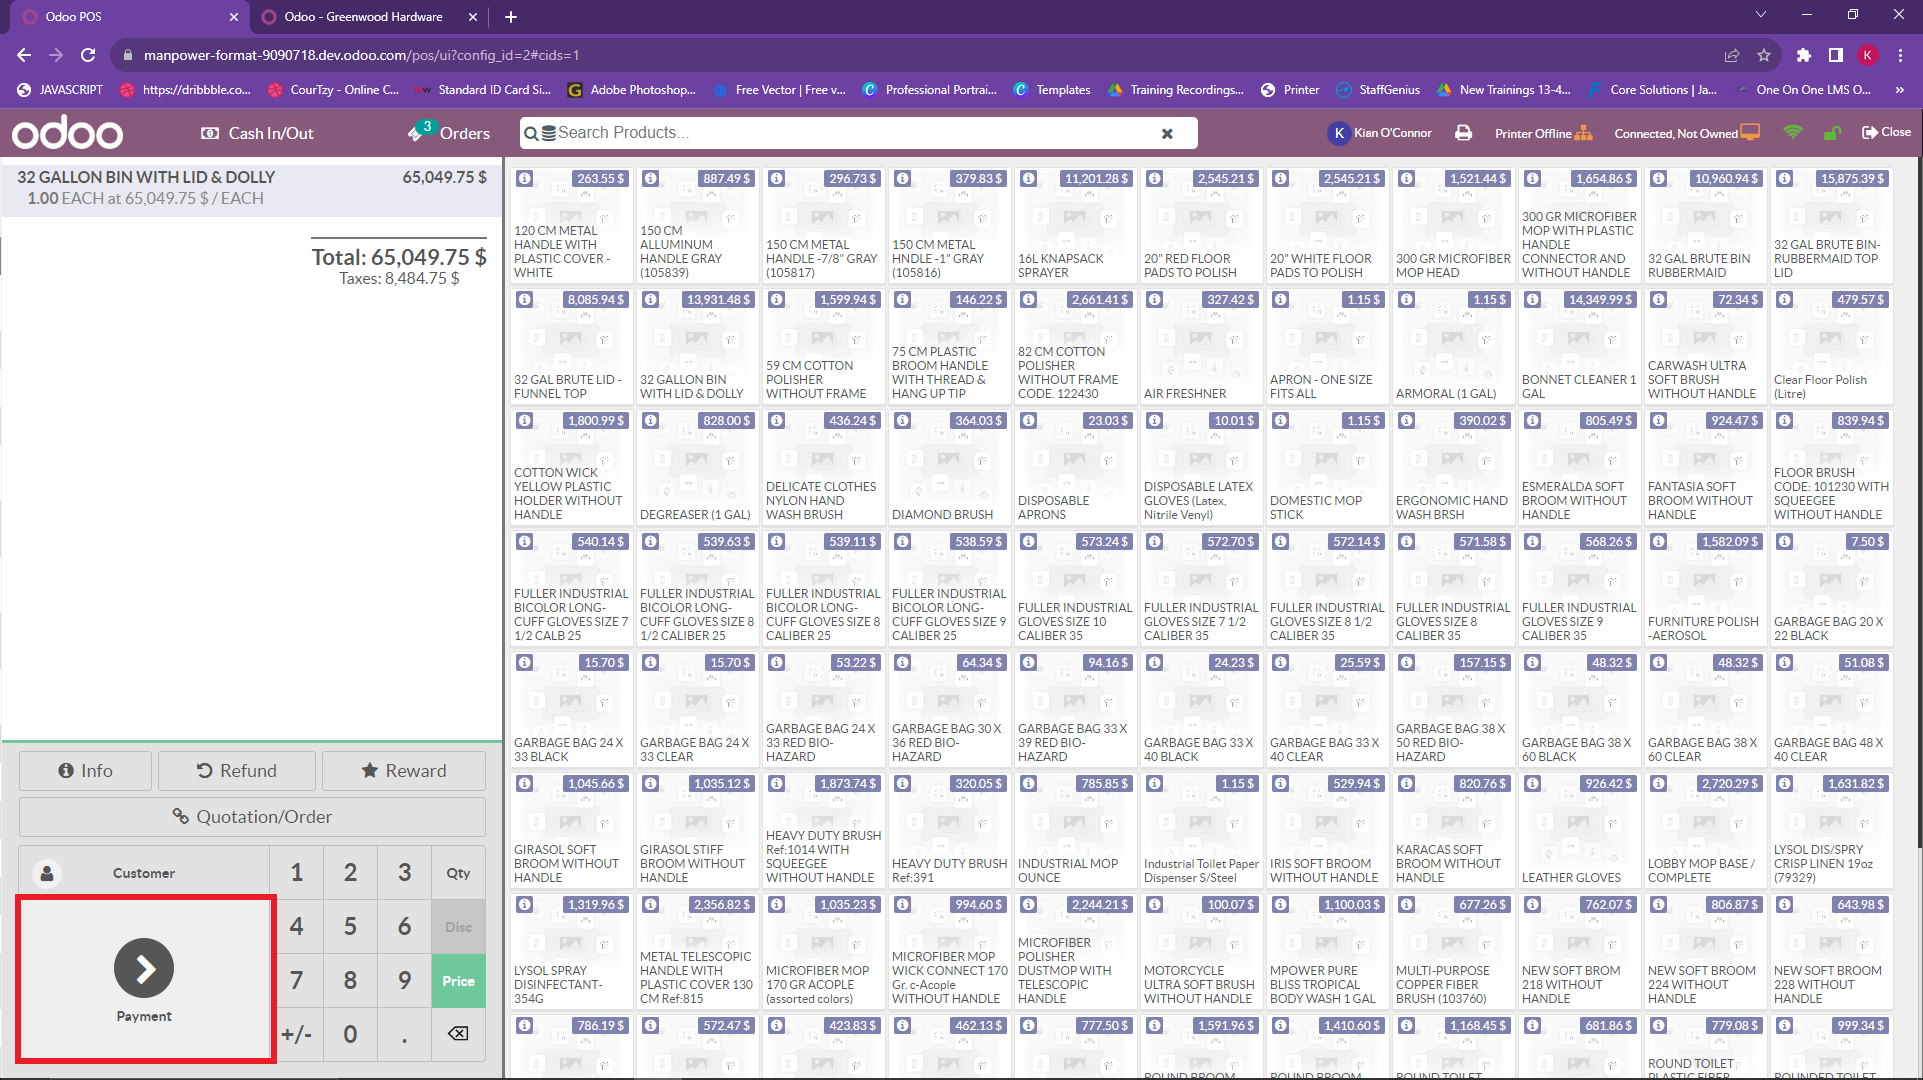 Odoo POS
Odoo - Greenwood Hardware
manpower-format-9090718.dev.odoo.com/pos/ui?config_id=2#cids=1
K
JAVASCRIPT
https://dribbble.co...
CourTzy - Online C...
Standard ID Card Si...
Adobe Photoshop...
Free Vector | Free v...
Professional Portrai...
Templates
Training Recordings...
Printer
StaffGenius
New Trainings 13-4...
Core Solutions | Ja...
One On One LMS O...
»
odoo
Cash In/Out
3
Orders
Search Products...
K
Kian O'Connor
Printer Offline
Connected, Not Owned
Close
32 GALLON BIN WITH LID & DOLLY
65,049.75 $
1.00 EACH at 65,049.75 $ / EACH
Total: 65,049.75 $
Taxes: 8,484.75 $
Info
Refund
Reward
Quotation/Order
Customer
1
2
3
Qty
4
5
6
Disc
7
8
9
Price
+/-
0
.
Payment
263.55 $
120 CM METAL
HANDLE WITH
PLASTIC COVER -
WHITE
887.49 $
150 CM
ALLUMINUM
HANDLE GRAY
(105839)
296.73 $
150 CM METAL
HANDLE -7/8" GRAY
(105817)
379.83 $
150 CM METAL
HNDLE -1" GRAY
(105816)
11,201.28 $
16L KNAPSACK
SPRAYER
2,545.21 $
20" RED FLOOR
PADS TO POLISH
2,545.21 $
20" WHITE FLOOR
PADS TO POLISH
1,521.44 $
300 GR MICROFIBER
MOP HEAD
1,654.86 $
300 GR MICROFIBER
MOP WITH PLASTIC
HANDLE
CONNECTOR AND
WITHOUT HANDLE
10,960.94 $
32 GAL BRUTE BIN
RUBBERMAID
15,875.39 $
32 GAL BRUTE BIN-
RUBBERMAID TOP
LID
8,085.94 $
32 GAL BRUTE LID -
FUNNEL TOP
13,931.48 $
32 GALLON BIN
WITH LID & DOLLY
1,599.94 $
59 CM COTTON
POLISHER
WITHOUT FRAME
146.22 $
75 CM PLASTIC
BROOM HANDLE
WITH THREAD &
HANG UP TIP
2,661.41 $
82 CM COTTON
POLISHER
WITHOUT FRAME
CODE. 122430
327.42 $
AIR FRESHNER
1.15 $
APRON - ONE SIZE
FITS ALL
1.15 $
ARMORAL (1 GAL)
14,349.99 $
BONNET CLEANER 1
GAL
72.34 $
CARWASH ULTRA
SOFT BRUSH
WITHOUT HANDLE
479.57 $
Clear Floor Polish
(Litre)
1,800.99 $
COTTON WICK
YELLOW PLASTIC
HOLDER WITHOUT
HANDLE
828.00 $
DEGREASER (1 GAL)
436.24 $
DELICATE CLOTHES
NYLON HAND
WASH BRUSH
364.03 $
DIAMOND BRUSH
23.03 $
DISPOSABLE
APRONS
10.01 $
DISPOSABLE LATEX
GLOVES (Latex,
Nitrile Venyl)
1.15 $
DOMESTIC MOP
STICK
390.02 $
ERGONOMIC HAND
WASH BRSH
805.49 $
ESMERALDA SOFT
BROOM WITHOUT
HANDLE
924.47 $
FANTASIA SOFT
BROOM WITHOUT
HANDLE
839.94 $
FLOOR BRUSH
CODE: 101230 WITH
SQUEEGEE
WITHOUT HANDLE
540.14 $
FULLER INDUSTRIAL
BICOLOR LONG-
CUFF GLOVES SIZE 7
1/2 CALB 25
539.63 $
FULLER INDUSTRIAL
BICOLOR LONG-
CUFF GLOVES SIZE 8
1/2 CALIBER 25
539.11 $
FULLER INDUSTRIAL
BICOLOR LONG-
CUFF GLOVES SIZE 8
CALIBER 25
538.59 $
FULLER INDUSTRIAL
BICOLOR LONG-
CUFF GLOVES SIZE 9
CALIBER 25
573.24 $
FULLER INDUSTRIAL
GLOVES SIZE 10
CALIBER 35
572.70 $
FULLER INDUSTRIAL
GLOVES SIZE 7 1/2
CALIBER 35
572.14 $
FULLER INDUSTRIAL
GLOVES SIZE 8 1/2
CALIBER 35
571.58 $
FULLER INDUSTRIAL
GLOVES SIZE 8
CALIBER 35
568.26 $
FULLER INDUSTRIAL
GLOVES SIZE 9
CALIBER 35
1,582.09 $
FURNITURE POLISH
-AEROSOL
7.50 $
GARBAGE BAG 20 X
22 BLACK
15.70 $
GARBAGE BAG 24 X
33 BLACK
15.70 $
GARBAGE BAG 24 X
33 CLEAR
53.22 $
GARBAGE BAG 24 X
33 RED BIO-
HAZARD
64.34 $
GARBAGE BAG 30 X
36 RED BIO-
HAZARD
94.16 $
GARBAGE BAG 33 X
39 RED BIO-
HAZARD
24.23 $
GARBAGE BAG 33 X
40 BLACK
25.59 $
GARBAGE BAG 33 X
40 CLEAR
157.15 $
GARBAGE BAG 38 X
50 RED BIO-
HAZARD
48.32 $
GARBAGE BAG 38 X
60 BLACK
48.32 $
GARBAGE BAG 38 X
60 CLEAR
51.08 $
GARBAGE BAG 48 X
40 CLEAR
1,045.66 $
GIRASOL SOFT
BROOM WITHOUT
HANDLE
1,035.12 $
GIRASOL STIFF
BROOM WITHOUT
HANDLE
1,873.74 $
HEAVY DUTY BRUSH
Ref:1014 WITH
SQUEEGEE
WITHOUT HANDLE
320.05 $
HEAVY DUTY BRUSH
Ref:391
785.85 $
INDUSTRIAL MOP
OUNCE
1.15 $
Industrial Toilet Paper
Dispenser S/Steel
529.94 $
IRIS SOFT BROOM
WITHOUT HANDLE
820.76 $
KARACAS SOFT
BROOM WITHOUT
HANDLE
926.42 $
LEATHER GLOVES
2,720.29 $
LOBBY MOP BASE /
COMPLETE
1,631.82 $
LYSOL DIS/SPRY
CRISP LINEN 19oz
(79329)
1,319.96 $
LYSOL SPRAY
DISINFECTANT-
354G
2,356.82 $
METAL TELESCOPIC
HANDLE WITH
PLASTIC COVER 130
CM Ref:815
1,035.23 $
MICROFIBER MOP
170 GR ACOPLE
(assorted colors)
994.60 $
MICROFIBER MOP
WICK CONNECT 170
Gr. c-Acople
WITHOUT HANDLE
2,244.21 $
MICROFIBER
POLISHER
DUSTMOP WITH
TELESCOPIC
HANDLE
100.07 $
MOTORCYCLE
ULTRA SOFT BRUSH
WITHOUT HANDLE
1,100.03 $
MPOWER PURE
BLISS TROPICAL
BODY WASH 1 GAL
677.26 $
MULTI-PURPOSE
COPPER FIBER
BRUSH (103760)
762.07 $
NEW SOFT BROM
218 WITHOUT
HANDLE
806.87 $
NEW SOFT BROOM
224 WITHOUT
HANDLE
643.98 $
NEW SOFT BROOM
228 WITHOUT
HANDLE
786.19 $
572.47 $
423.83 $
462.13 $
777.50 $
1,591.96 $
ROUND BROOM
1,410.60 $
ROUND BROOM
1,168.45 $
ROUND TOILET
681.86 $
779.08 $
ROUND TOILET
PLASTIC FIBER
999.34 $
ROUNDED TOILET